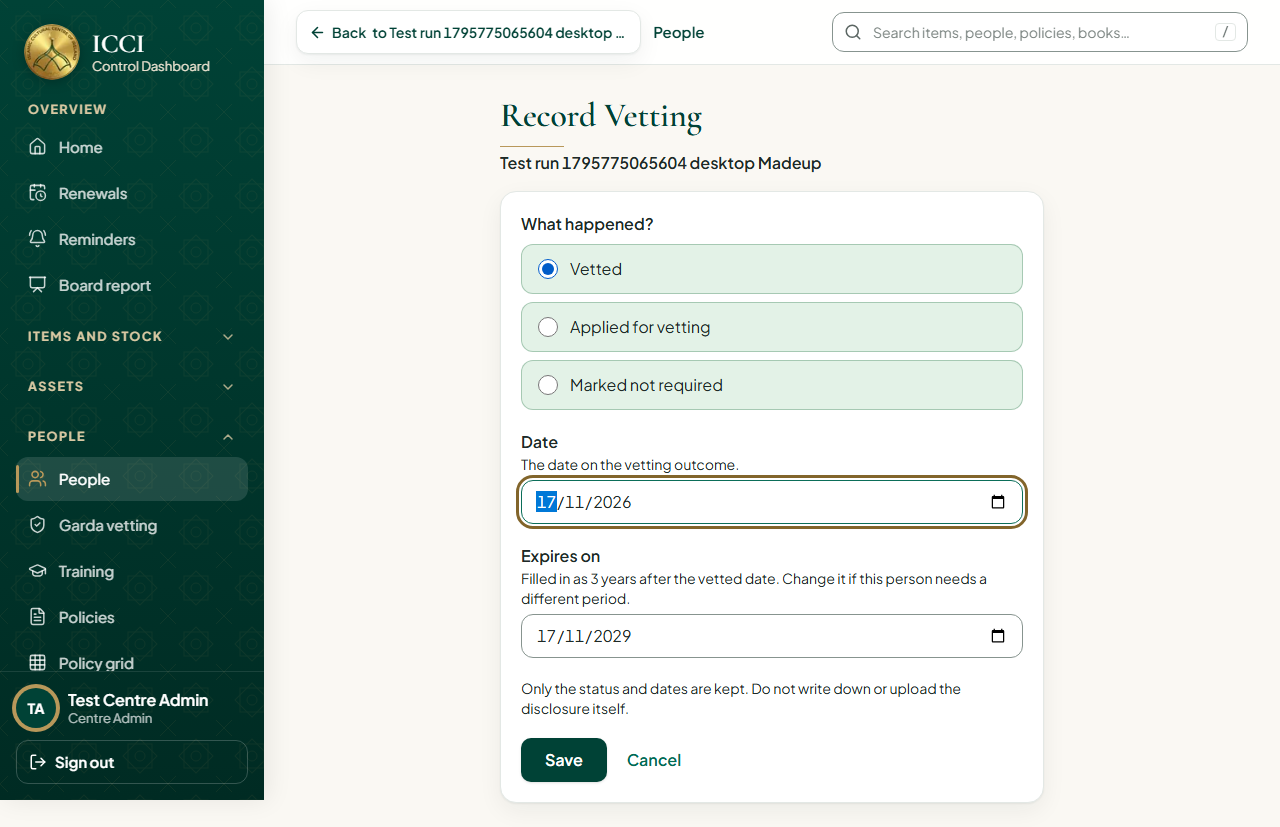 ICCI
Control Dashboard
OVERVIEW
Home
Renewals
Reminders
Board report
ITEMS AND STOCK
ASSETS
PEOPLE
People
Garda vetting
Training
Policies
Policy grid
TA
Test Centre Admin
Centre Admin
Sign out
Back to Test run 1795775065604 desktop ...
People
Search items, people, policies, books...
/
Record Vetting
Test run 1795775065604 desktop Madeup
What happened?
Vetted
Applied for vetting
Marked not required
Date
The date on the vetting outcome.
17/11/2026
Expires on
Filled in as 3 years after the vetted date. Change it if this person needs a
different period.
17/11/2029
Only the status and dates are kept. Do not write down or upload the
disclosure itself.
Save
Cancel